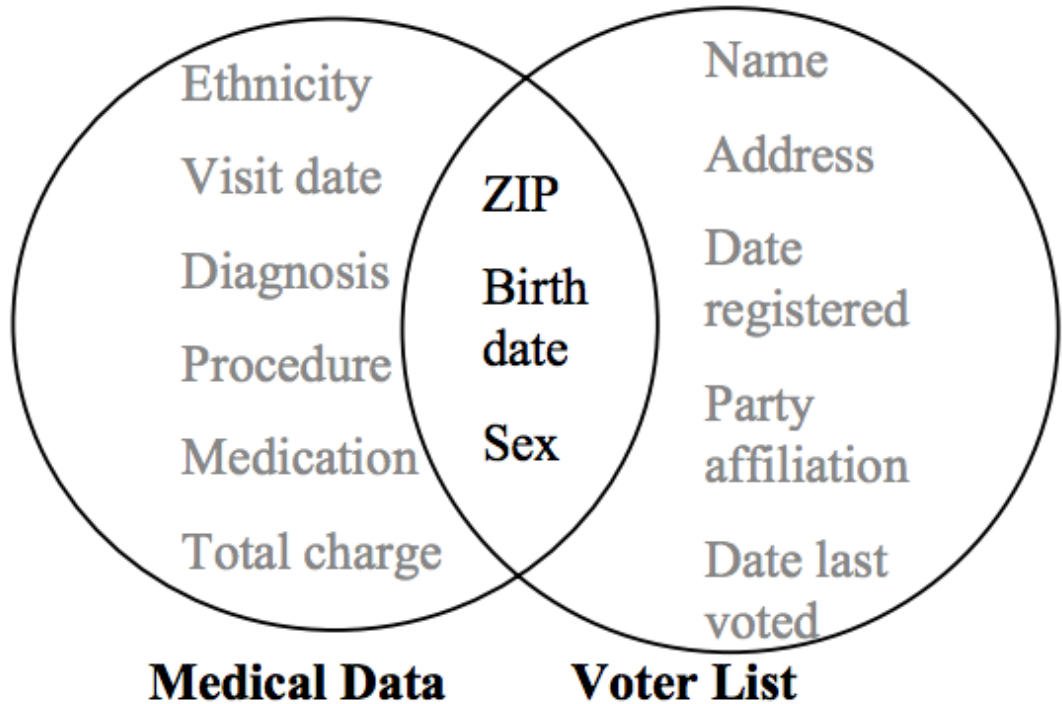 Ethnicity
Visit date
Diagnosis
Procedure
Medication
Total charge
ZIP
Birth
date
Sex
Name
Address
Date
registered
Party
affiliation
Date last
voted
Medical Data
Voter List